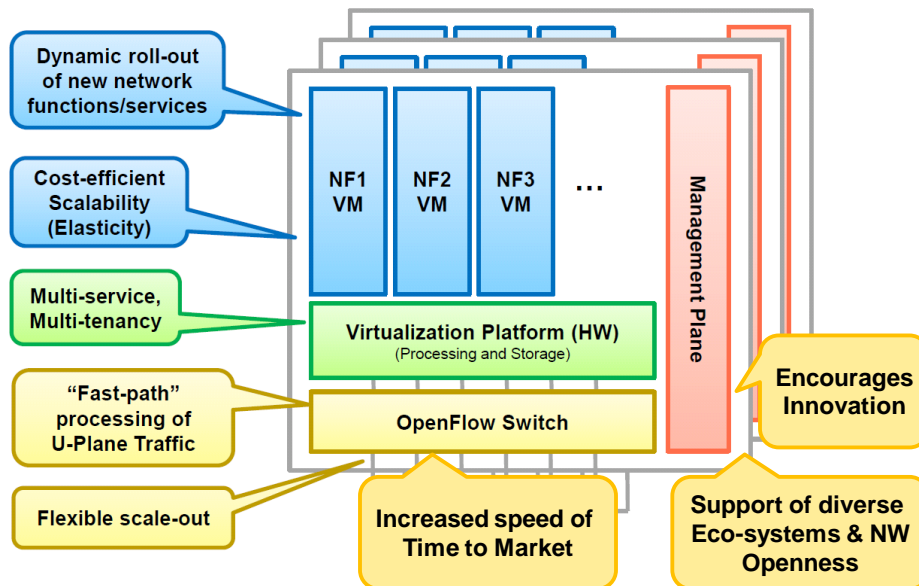 Dynamic roll-out
of new network
functions/services
Cost-efficient
Scalability
(Elasticity)
Multi-service,
Multi-tenancy
“Fast-path”
processing of
U-Plane Traffic
Flexible scale-out
NF1
VM
NF2
VM
NF3
VM
...
Management Plane
Virtualization Platform (HW)
(Processing and Storage)
OpenFlow Switch
Encourages
Innovation
Increased speed of
Time to Market
Support of diverse
Eco-systems & NW
Openness